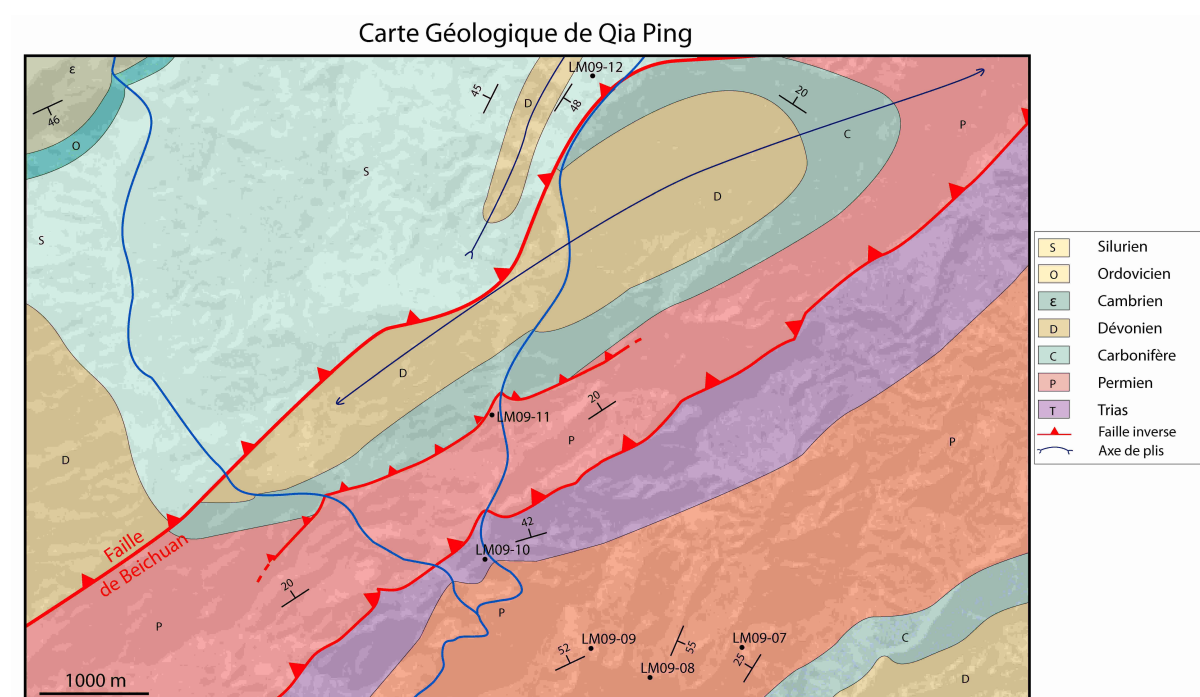 Carte Géologique de Qia Ping
ε
46
O
S
S
45
D
48
LM09-12
20
C
P
D
D
D
LM09-11
20
P
P
Faille
de Beichuan
42
LM09-10
20
P
P
52
LM09-09
55
LM09-08
LM09-07
25
C
D
1000 m
S Silurien
O Ordovicien
ε Cambrien
D Dévonien
C Carbonifère
P Permien
T Trias
Faille inverse
Axe de plis